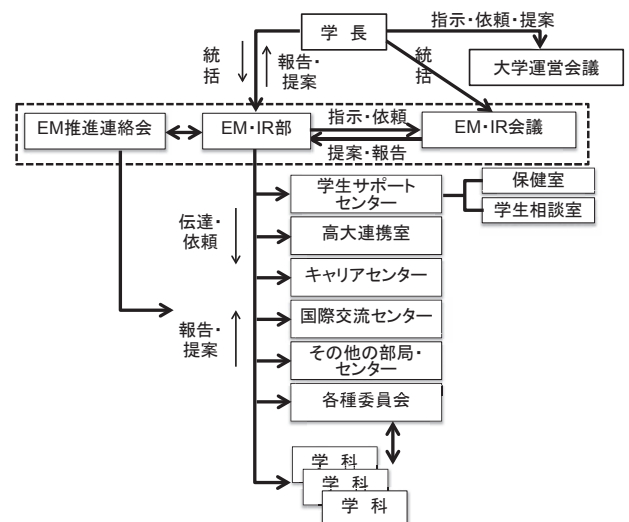 学 長
指示・依頼・提案
大学運営会議
統
括
報告・
提案
統
括
EM推進連絡会
EM・IR部
指示・依頼
提案・報告
EM・IR会議
学生サポート
センター
保健室
学生相談室
伝達・
依頼
高大連携室
キャリアセンター
報告・
提案
国際交流センター
その他の部局・
センター
各種委員会
学 科
学 科
学 科